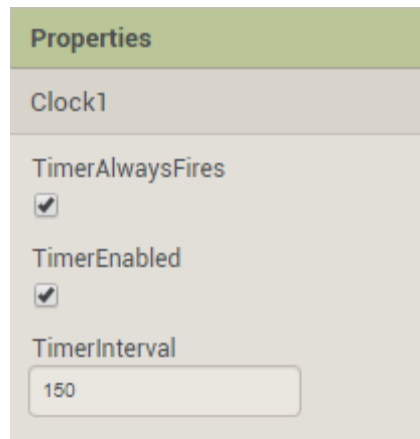 Properties
Clock1
TimerAlwaysFires
TimerEnabled
TimerInterval
150